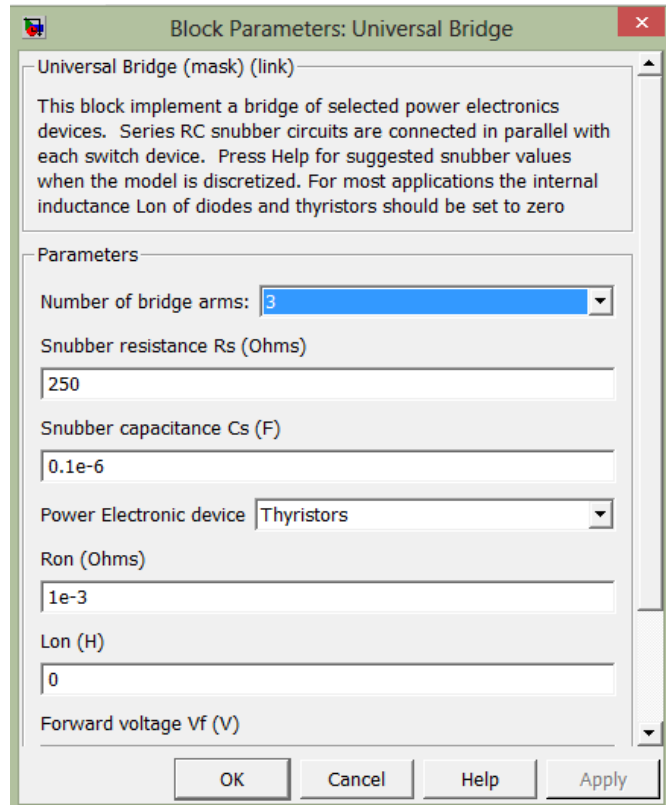 Block Parameters: Universal Bridge
Universal Bridge (mask) (link)
This block implement a bridge of selected power electronics
devices. Series RC snubber circuits are connected in parallel with
each switch device. Press Help for suggested snubber values
when the model is discretized. For most applications the internal
inductance Lon of diodes and thyristors should be set to zero
Parameters
Number of bridge arms: 3
Snubber resistance Rs (Ohms)
250
Snubber capacitance Cs (F)
0.1e-6
Power Electronic device Thyristors
Ron (Ohms)
1e-3
Lon (H)
0
Forward voltage Vf (V)
OK Cancel Help Apply